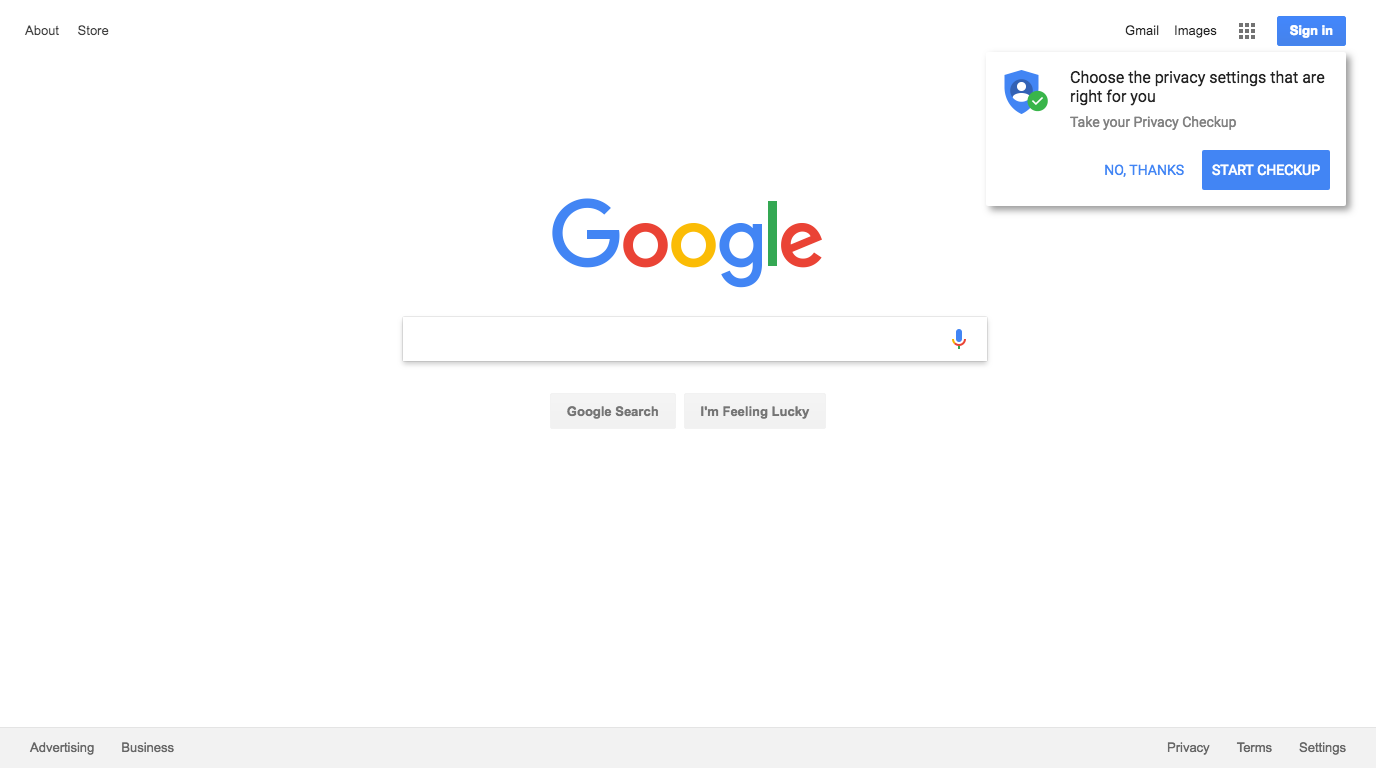 About Store Gmail Images Sign in
Choose the privacy settings that are
right for you
Take your Privacy Checkup
NO, THANKS START CHECKUP
Google
Google Search I'm Feeling Lucky
Advertising Business Privacy Terms Settings